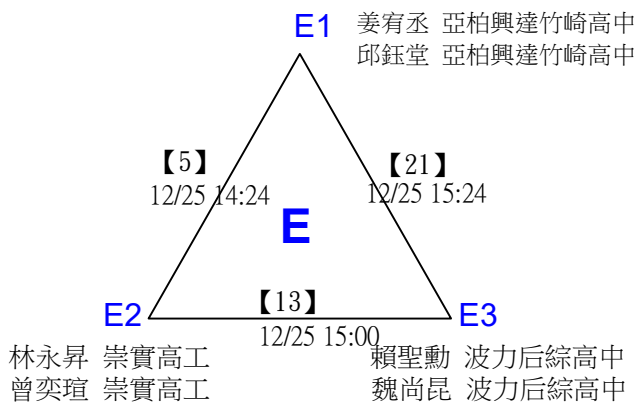 E1 姜宥丞 亞柏興達竹崎高中
邱鈺堂 亞柏興達竹崎高中
【5】
12/25 14:24
【21】
12/25 15:24
E
【13】
12/25 15:00
E2
E3
林永昇 崇實高工
曾奕瑄 崇實高工
賴聖勳 波力后綜高中
魏尚昆 波力后綜高中